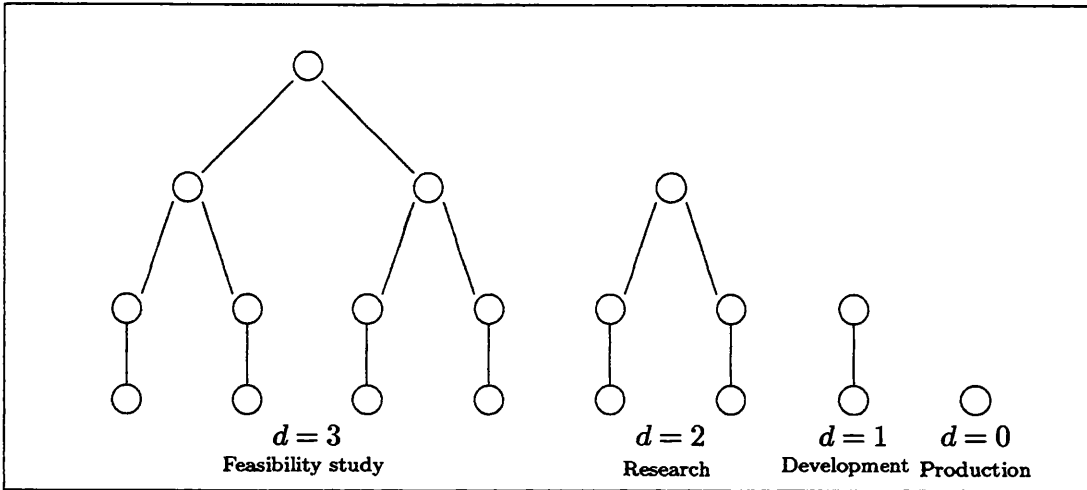 d = 3
Feasibility study
d = 2
Research
d = 1
Development
d = 0
Production